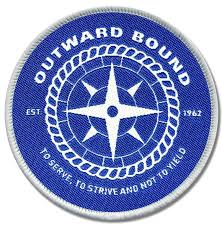 OUTWARD BOUND
EST. 1962
TO SERVE, TO STRIVE AND NOT TO YIELD